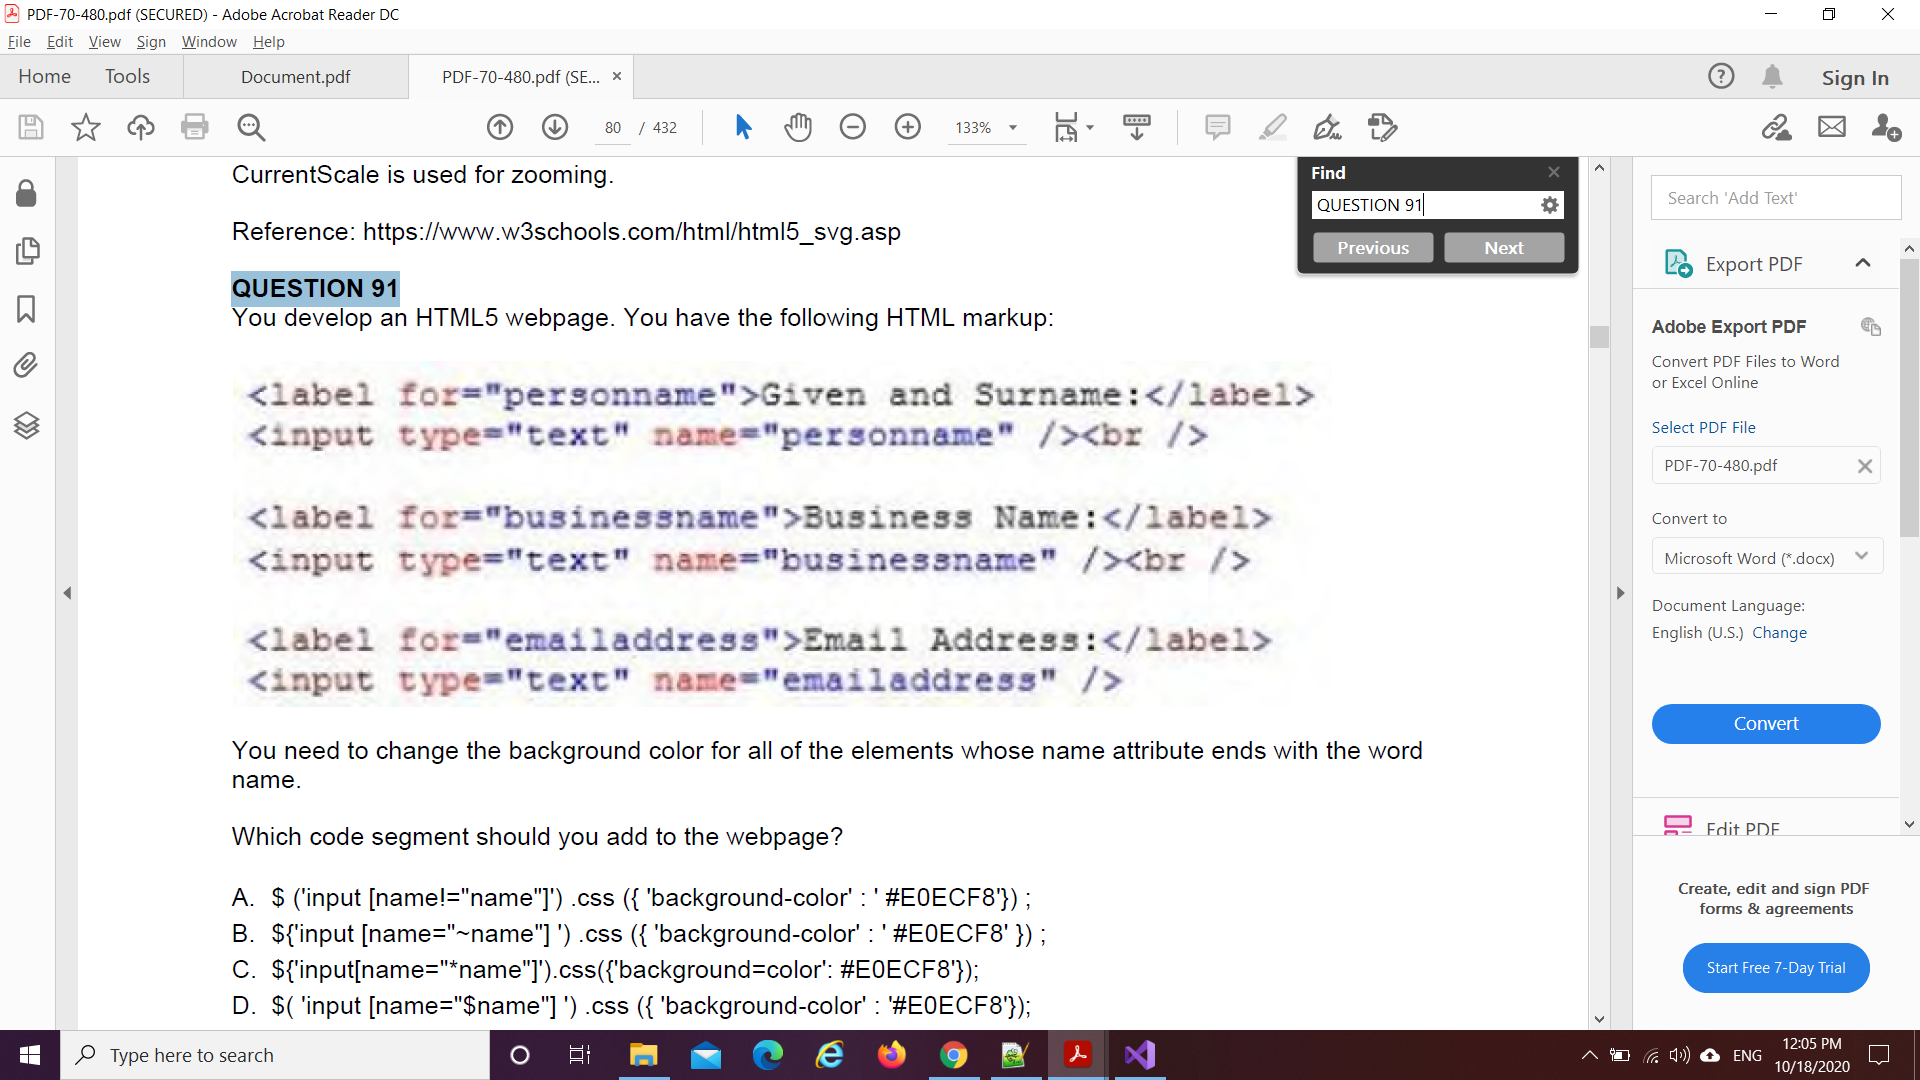 PDF-70-480.pdf (SECURED) - Adobe Acrobat Reader DC
File Edit View Sign Window Help
Home Tools Document.pdf PDF-70-480.pdf (SE... × Sign In
80 / 432 133%
CurrentScale is used for zooming.
Reference: https://www.w3schools.com/html/html5_svg.asp
QUESTION 91
You develop an HTML5 webpage. You have the following HTML markup:
<label for="personname">Given and Surname:</label>
<input type="text" name="personname" /><br />
<label for="businessname">Business Name:</label>
<input type="text" name="businessname" /><br />
<label for="emailaddress">Email Address:</label>
<input type="text" name="emailaddress" />
You need to change the background color for all of the elements whose name attribute ends with the word
name.
Which code segment should you add to the webpage?
A. $ ('input [name!="name"]') .css ({ 'background-color' : ' #E0ECF8'}) ;
B. ${'input [name="~name"] ') .css ({ 'background-color' : ' #E0ECF8' }) ;
C. ${'input[name="*name"]').css({'background=color': #E0ECF8'});
D. $( 'input [name="$name"] ') .css ({ 'background-color' : '#E0ECF8'});
Find
QUESTION 91
Previous Next
Search 'Add Text'
Export PDF
Adobe Export PDF
Convert PDF Files to Word
or Excel Online
Select PDF File
PDF-70-480.pdf
Convert to
Microsoft Word (*.docx)
Document Language:
English (U.S.) Change
Convert
Edit PDF
Create, edit and sign PDF
forms & agreements
Start Free 7-Day Trial
Type here to search
ENG
12:05 PM
10/18/2020